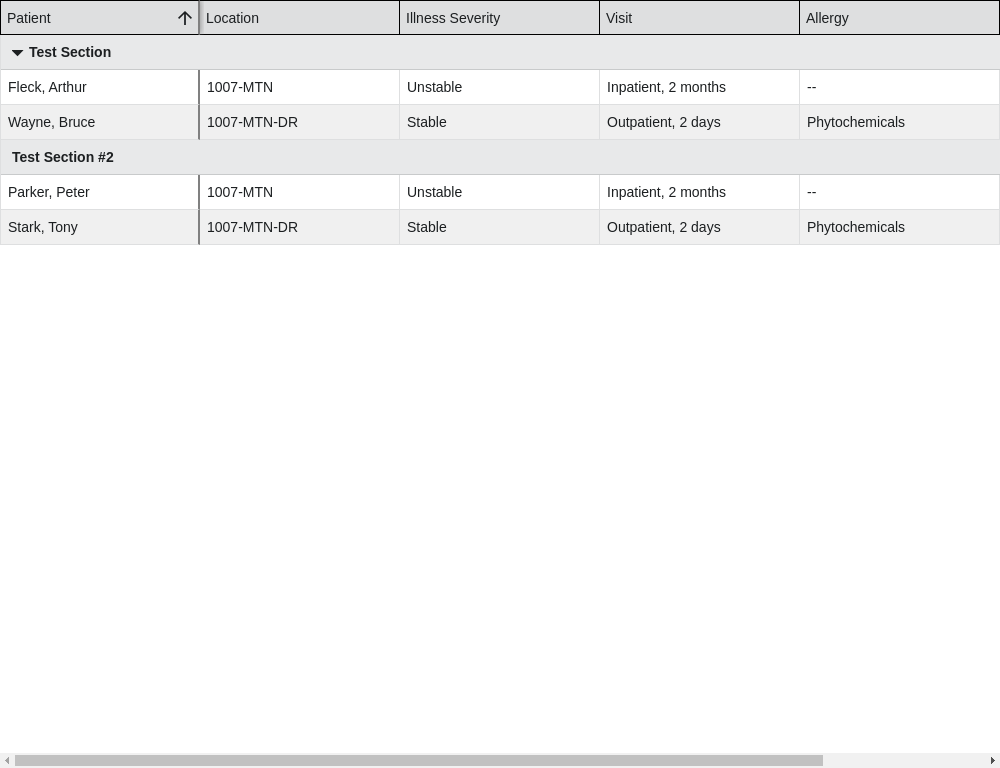 Patient Location Illness Severity Visit Allergy
Test Section
Fleck, Arthur 1007-MTN Unstable Inpatient, 2 months --
Wayne, Bruce 1007-MTN-DR Stable Outpatient, 2 days Phytochemicals
Test Section #2
Parker, Peter 1007-MTN Unstable Inpatient, 2 months --
Stark, Tony 1007-MTN-DR Stable Outpatient, 2 days Phytochemicals